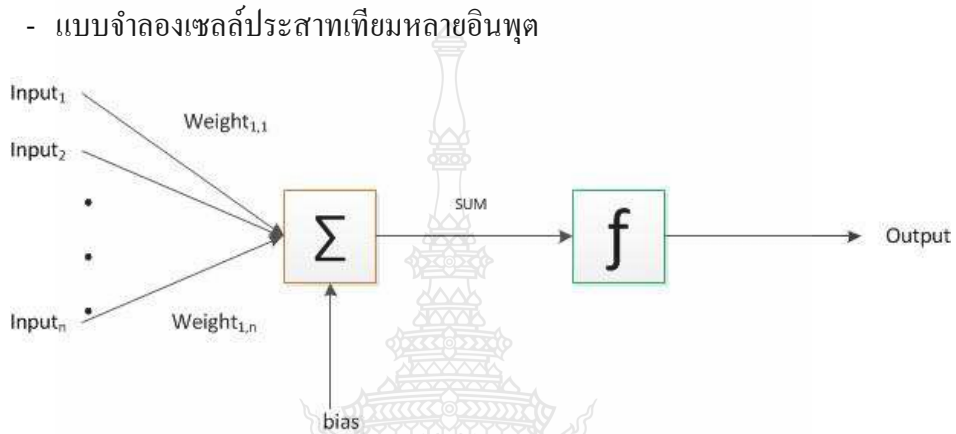 - แบบจำลองเซลล์ประสาทเทียมหลายอินพุต
Input₁
Weight₁,₁
Input₂
SUM
Σ
f
Output
Inputₙ
Weight₁,ₙ
bias